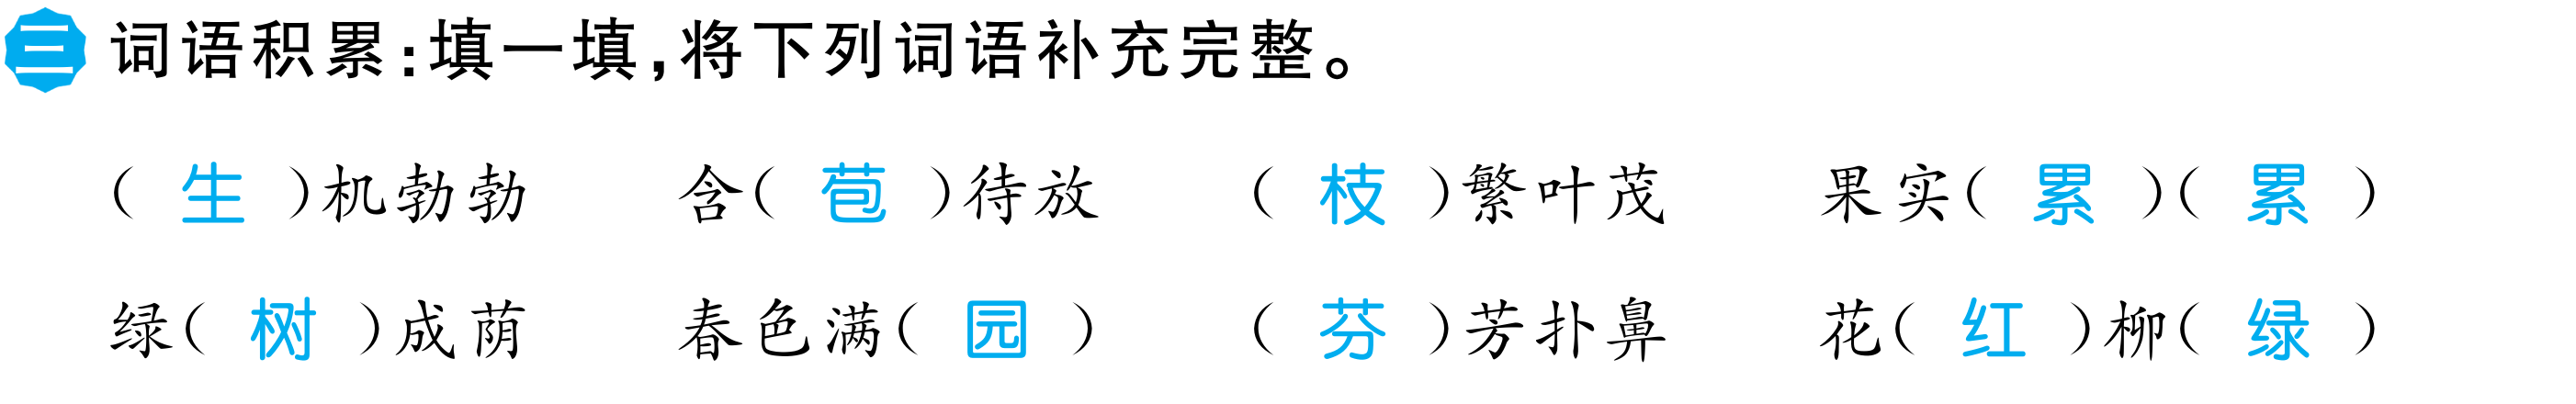 三 词语积累:填一填,将下列词语补充完整。
( 生 )机勃勃 含( 苞 )待放 ( 枝 )繁叶茂 果实( 累 )( 累 )
绿( 树 )成荫 春色满( 园 ) ( 芬 )芳扑鼻 花( 红 )柳( 绿 )